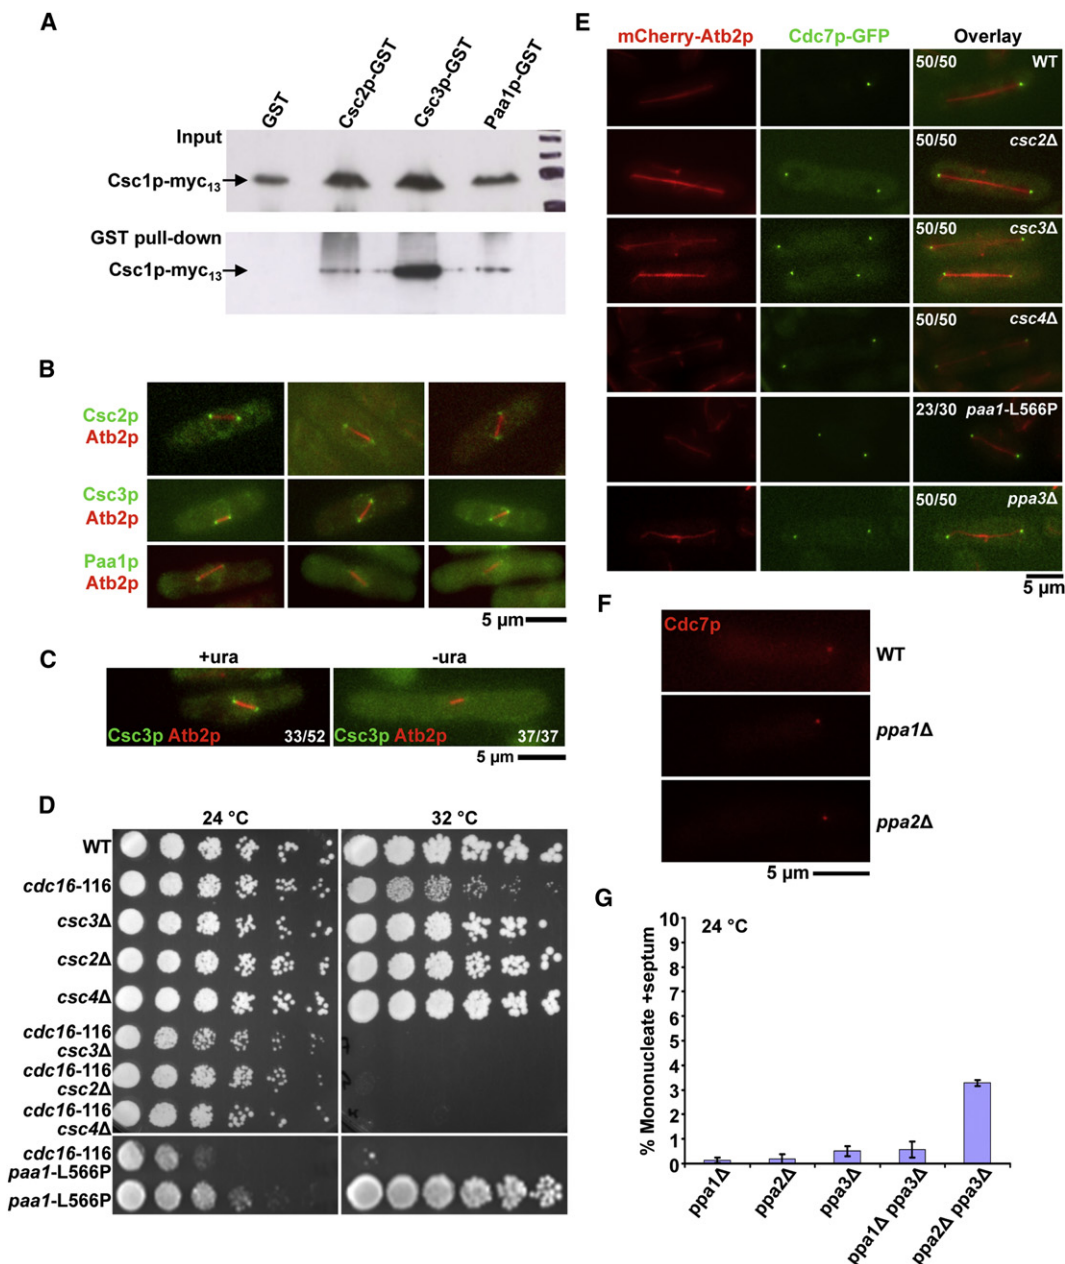 A
GST
Csc2p-GST
Csc3p-GST
Paa1p-GST
Input
Csc1p-myc13
GST pull-down
Csc1p-myc13
B
Csc2p
Atb2p
Csc3p
Atb2p
Paa1p
Atb2p
5 µm
C
+ura
-ura
Csc3p Atb2p 33/52
Csc3p Atb2p 37/37
5 µm
D
24 °C
32 °C
WT
cdc16-116
csc3Δ
csc2Δ
csc4Δ
cdc16-116
csc3Δ
cdc16-116
csc2Δ
cdc16-116
csc4Δ
cdc16-116
paa1-L566P
paa1-L566P
E
mCherry-Atb2p
Cdc7p-GFP
Overlay
50/50 WT
50/50 csc2Δ
50/50 csc3Δ
50/50 csc4Δ
23/30 paa1-L566P
50/50 ppa3Δ
5 µm
F
Cdc7p
WT
ppa1Δ
ppa2Δ
5 µm
G
24 °C
% Mononucleate +septum
10
9
8
7
6
5
4
3
2
1
0
ppa1Δ
ppa2Δ
ppa3Δ
ppa1Δ ppa3Δ
ppa2Δ ppa3Δ